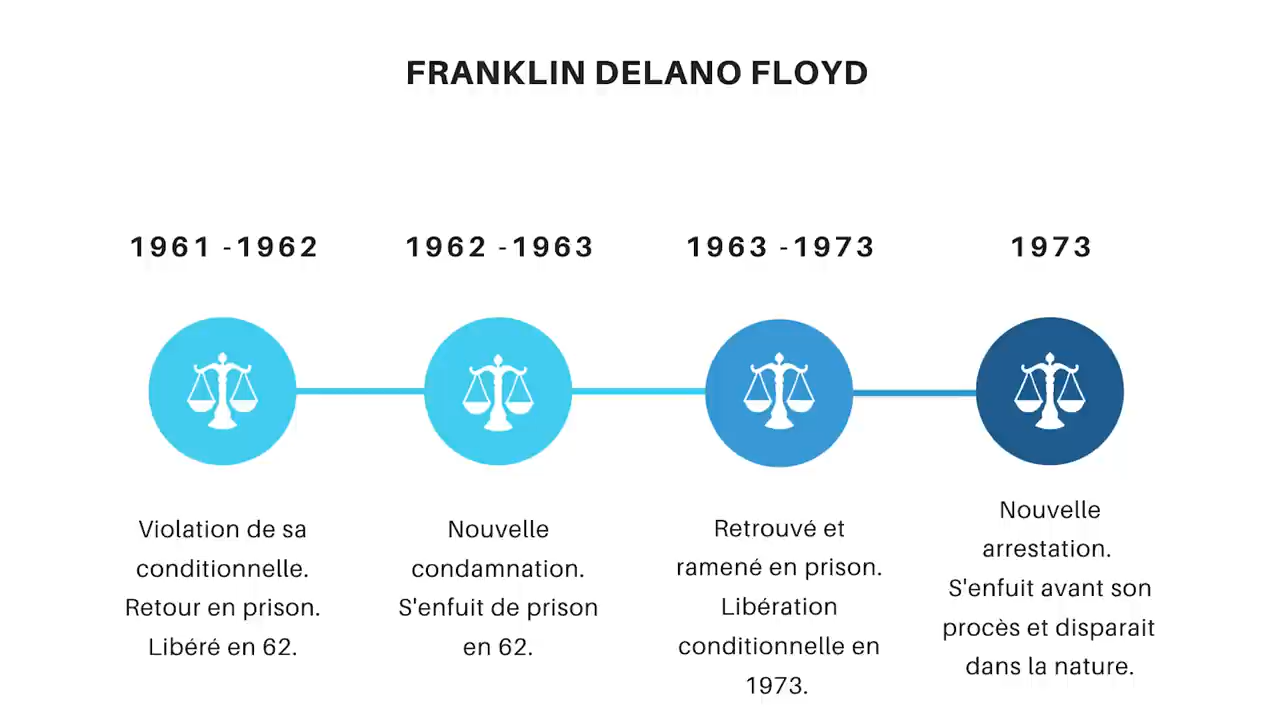 FRANKLIN DELANO FLOYD
1961 -1962
Violation de sa
conditionnelle.
Retour en prison.
Libéré en 62.
1962 -1963
Nouvelle
condamnation.
S'enfuit de prison
en 62.
1963 -1973
Retrouvé et
ramené en prison.
Libération
conditionnelle en
1973.
1973
Nouvelle
arrestation.
S'enfuit avant son
procès et disparait
dans la nature.